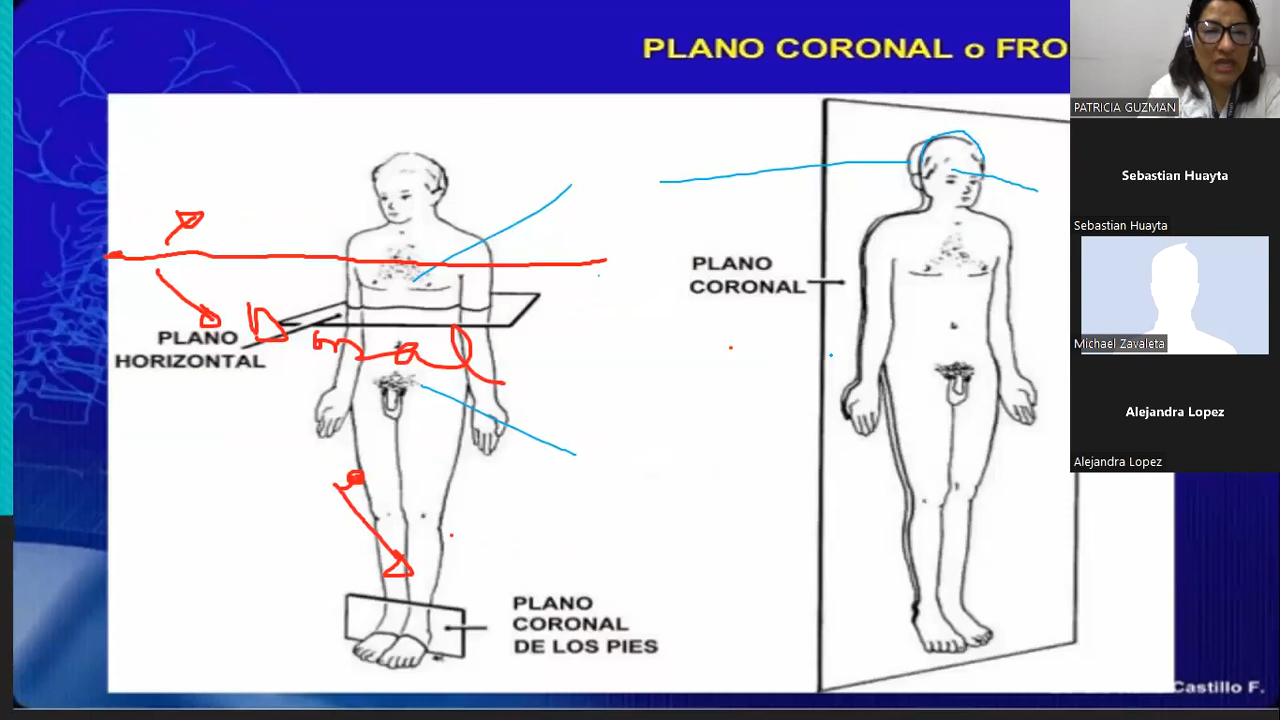 PLANO CORONAL o FRO
PATRICIA GUZMAN
Sebastian Huayta
Sebastian Huayta
PLANO
CORONAL
PLANO
HORIZONTAL
Michael Zavaleta
Alejandra Lopez
Alejandra Lopez
PLANO
CORONAL
DE LOS PIES
Castillo F.